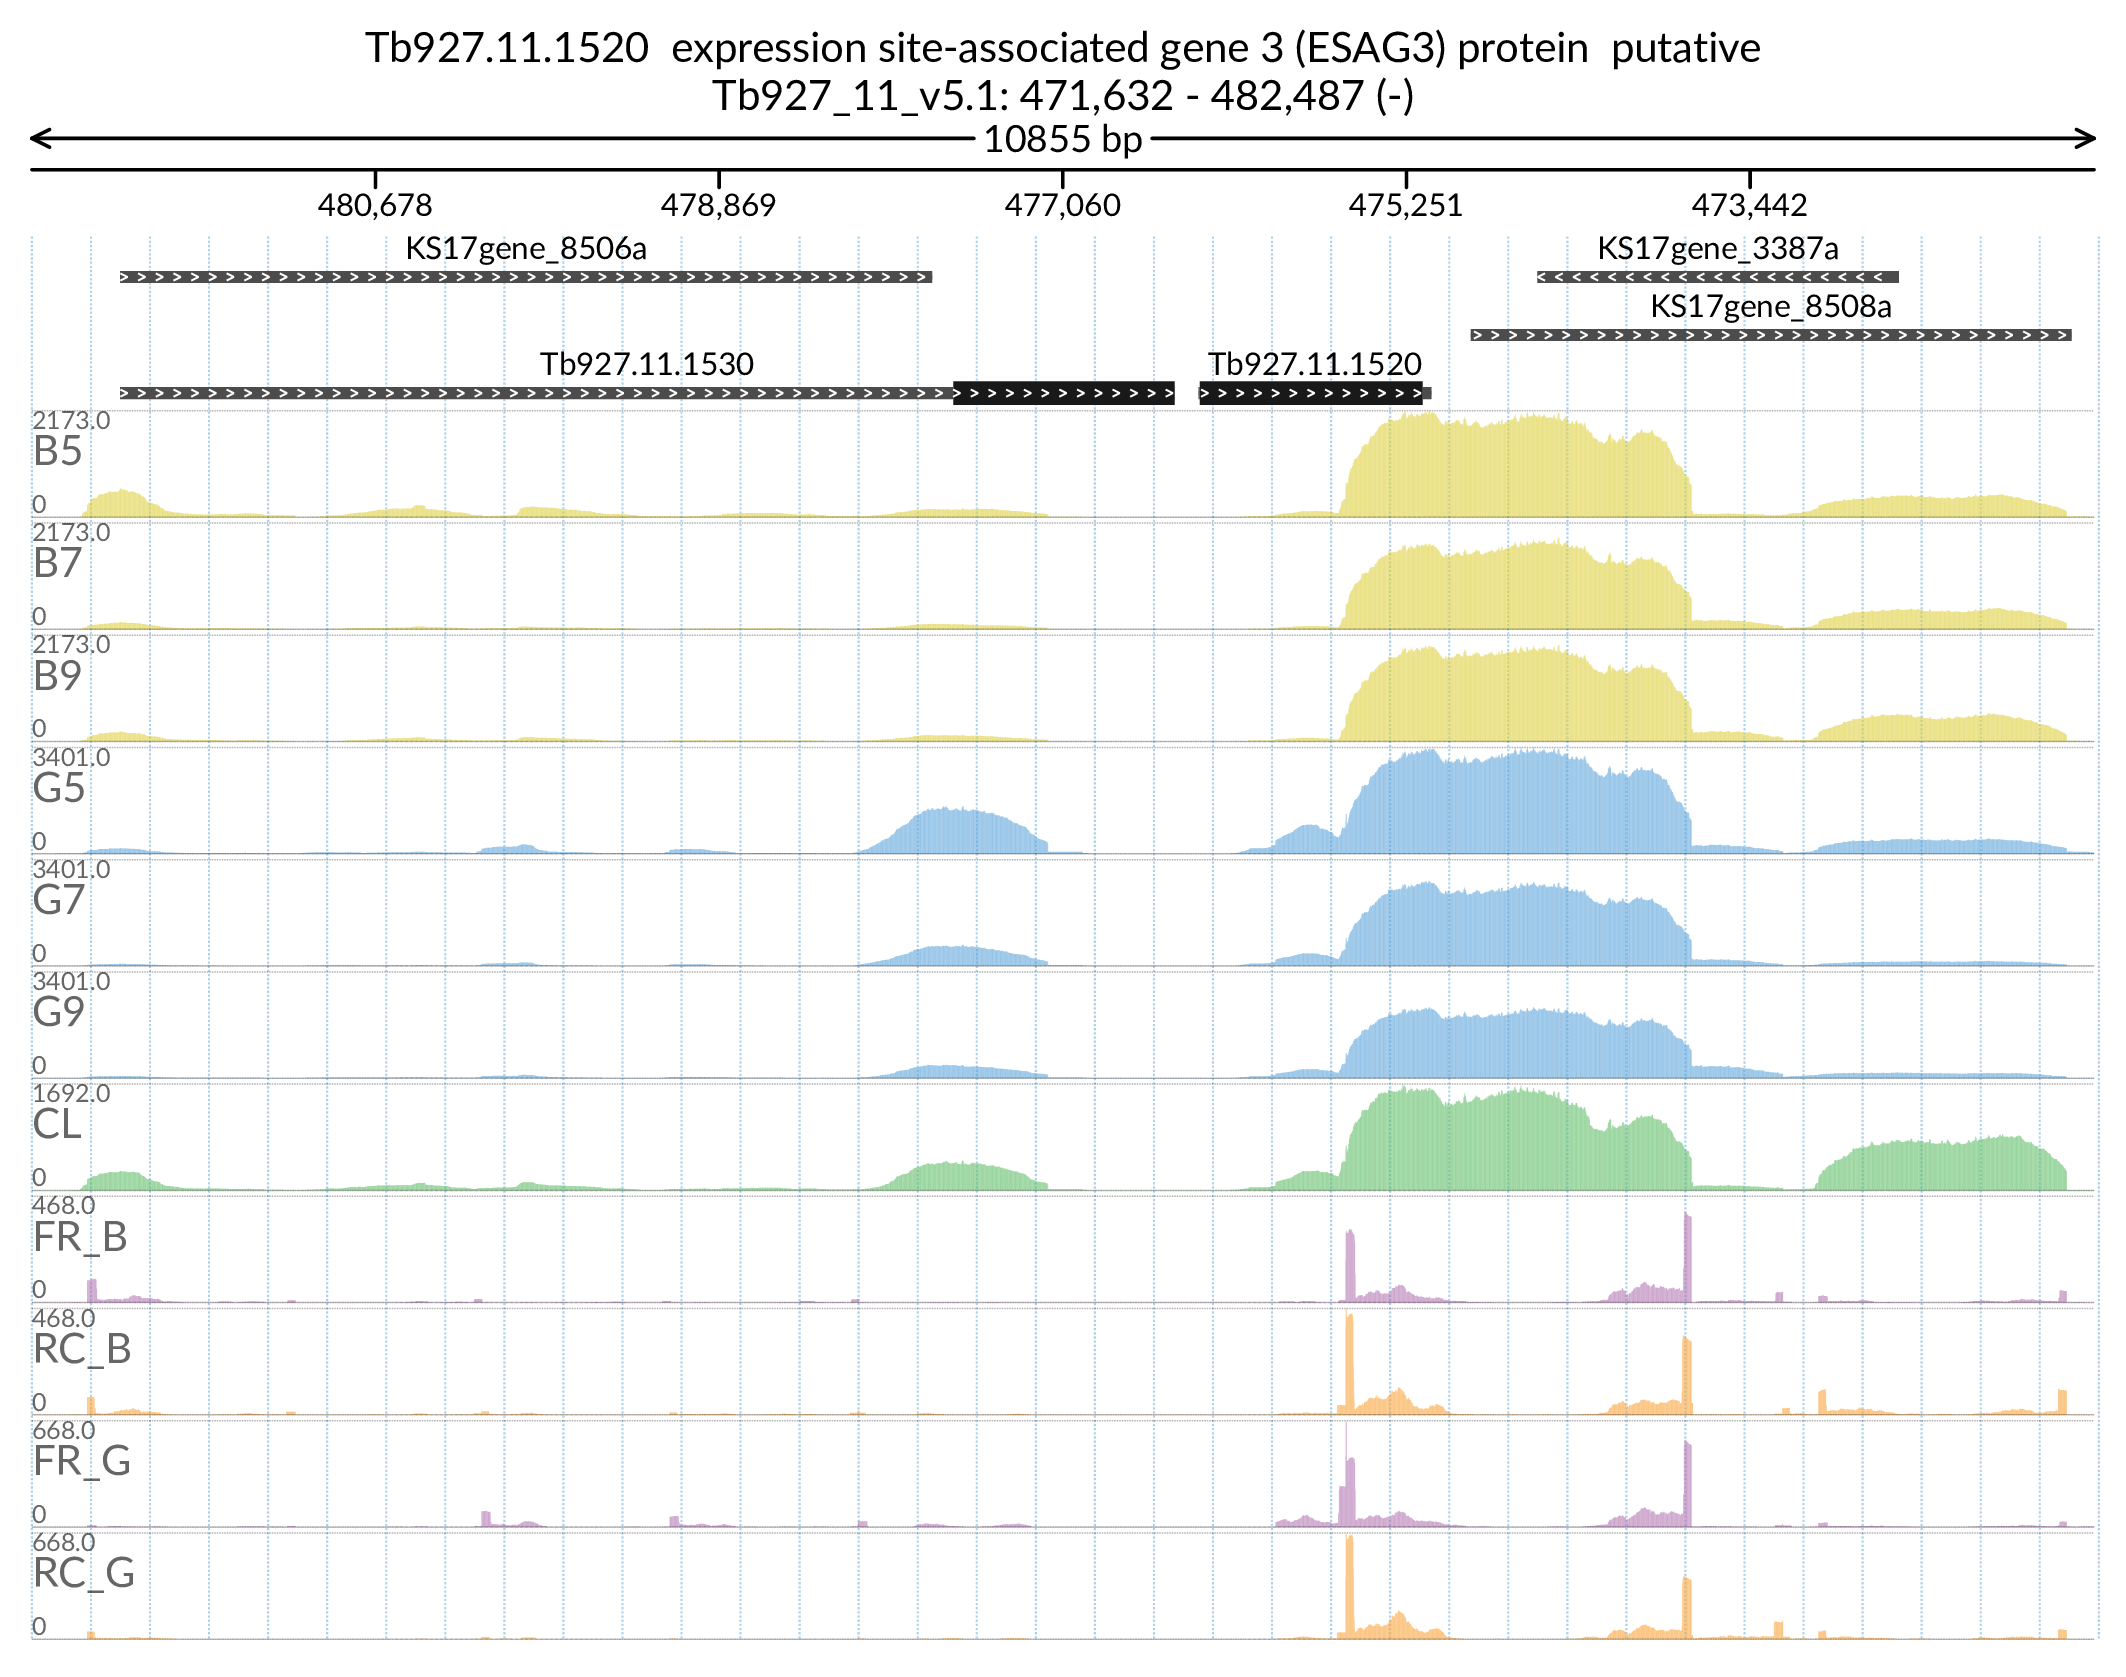 Tb927.11.1520  expression site-associated gene 3 (ESAG3) protein  putative
Tb927_11_v5.1: 471,632 - 482,487 (-)
10855 bp
480,678 478,869 477,060 475,251 473,442
KS17gene_8506a KS17gene_3387a
KS17gene_8508a
Tb927.11.1530 Tb927.11.1520
2173.0
B5
0
2173.0
B7
0
2173.0
B9
0
3401.0
G5
0
3401.0
G7
0
3401.0
G9
0
1692.0
CL
0
468.0
FR_B
0
468.0
RC_B
0
668.0
FR_G
0
668.0
RC_G
0